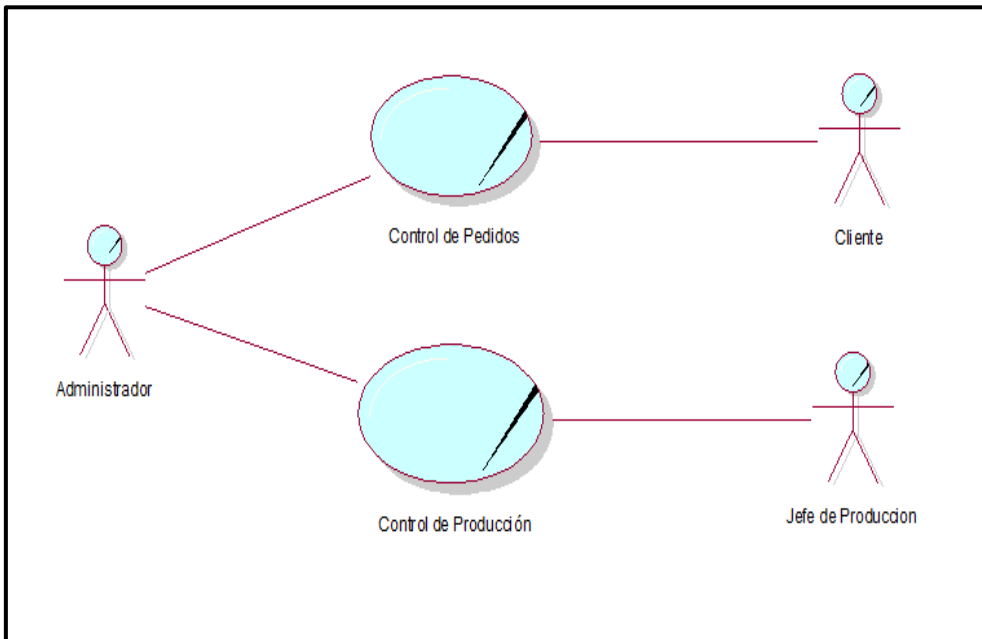 Control de Pedidos
Cliente
Administrador
Control de Producción
Jefe de Produccion